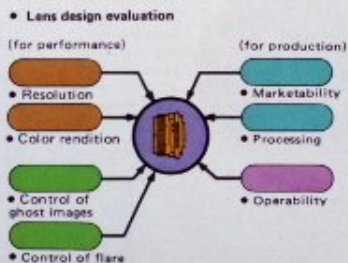 • Lens design evaluation
(for performance)
• Resolution
• Color rendition
• Control of
ghost images
• Control of flare
(for production)
• Marketability
• Processing
• Operability